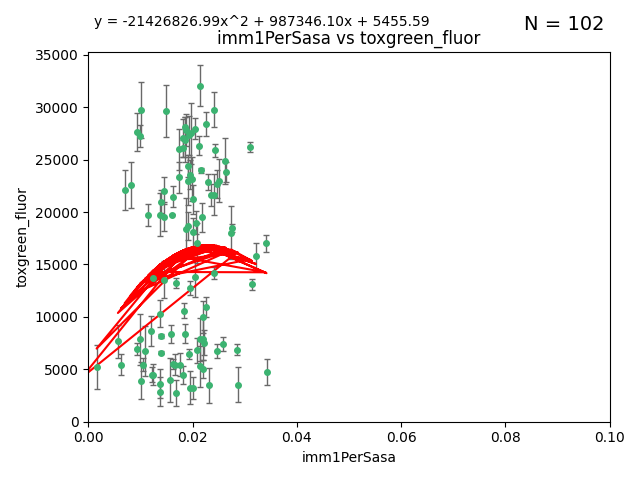 y = -21426826.99x^2 + 987346.10x + 5455.59
N = 102
imm1PerSasa vs toxgreen_fluor
35000
30000
25000
20000
15000
10000
5000
0
toxgreen_fluor
0.00 0.02 0.04 0.06 0.08 0.10
imm1PerSasa